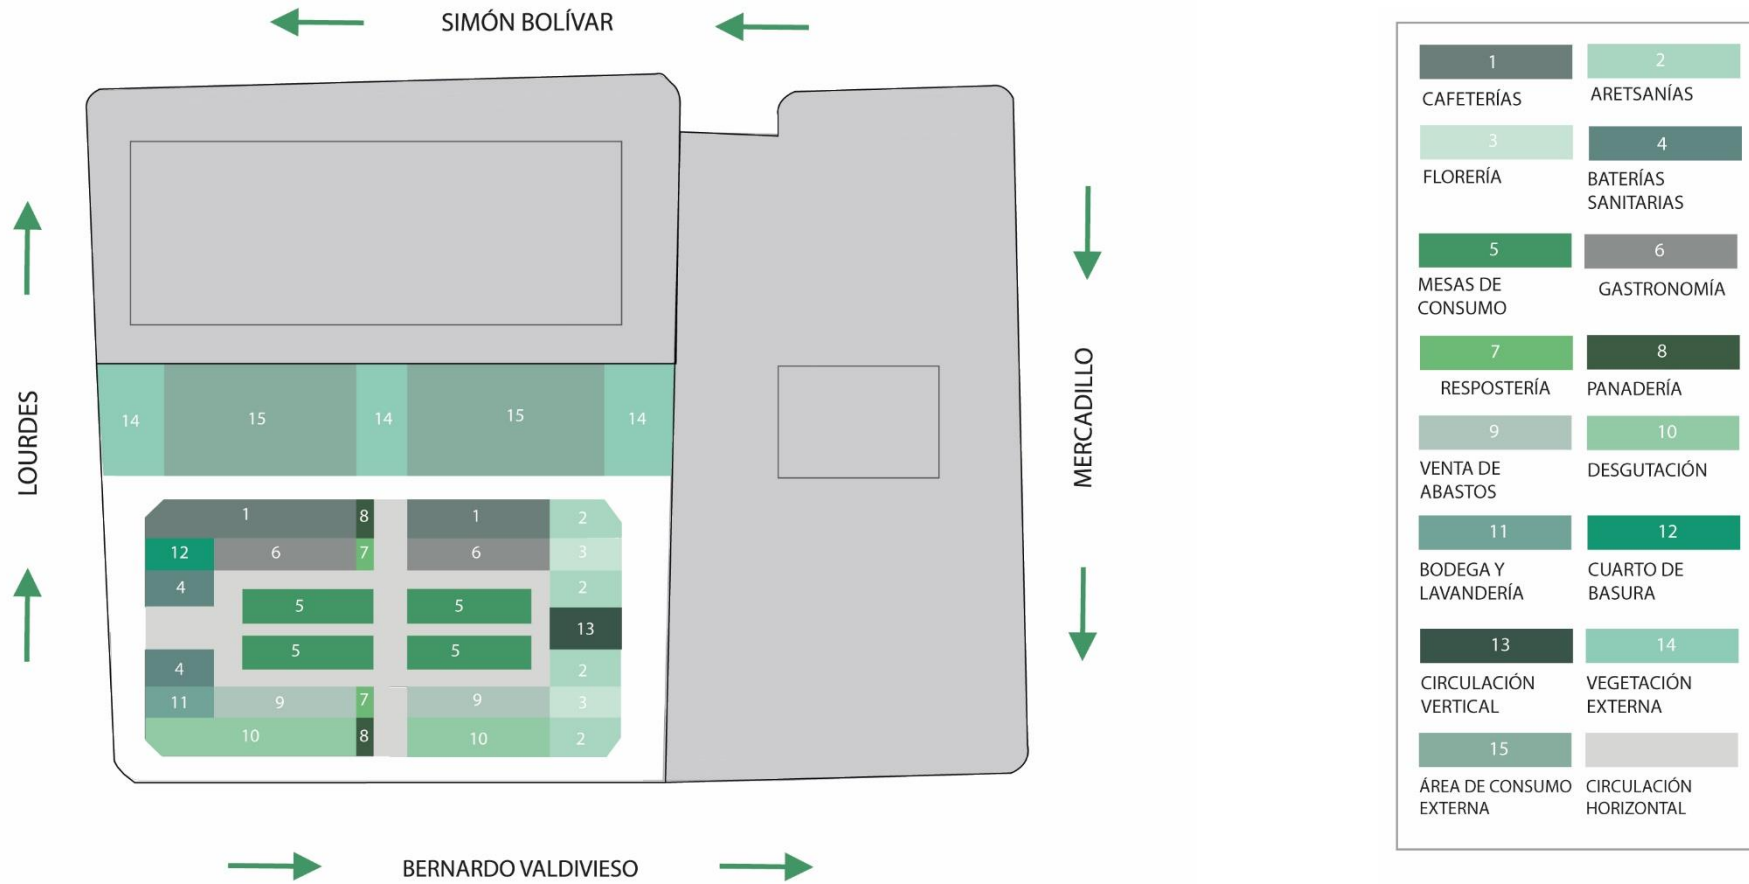 SIMÓN BOLÍVAR
LOURDES
MERCADILLO
BERNARDO VALDIVIESO
14 15 14 15 14
1 8 1 2
12 6 7 6 3
4 2
5 5
13
5 5
4 2
11 9 7 9 3
10 8 10 2
1 2
CAFETERÍAS ARETSANÍAS
3 4
FLORERÍA BATERÍAS
SANITARIAS
5 6
MESAS DE GASTRONOMÍA
CONSUMO
7 8
RESPOSTERÍA PANADERÍA
9 10
VENTA DE DESGUTACIÓN
ABASTOS
11 12
BODEGA Y CUARTO DE
LAVANDERÍA BASURA
13 14
CIRCULACIÓN VEGETACIÓN
VERTICAL EXTERNA
15
ÁREA DE CONSUMO CIRCULACIÓN
EXTERNA HORIZONTAL